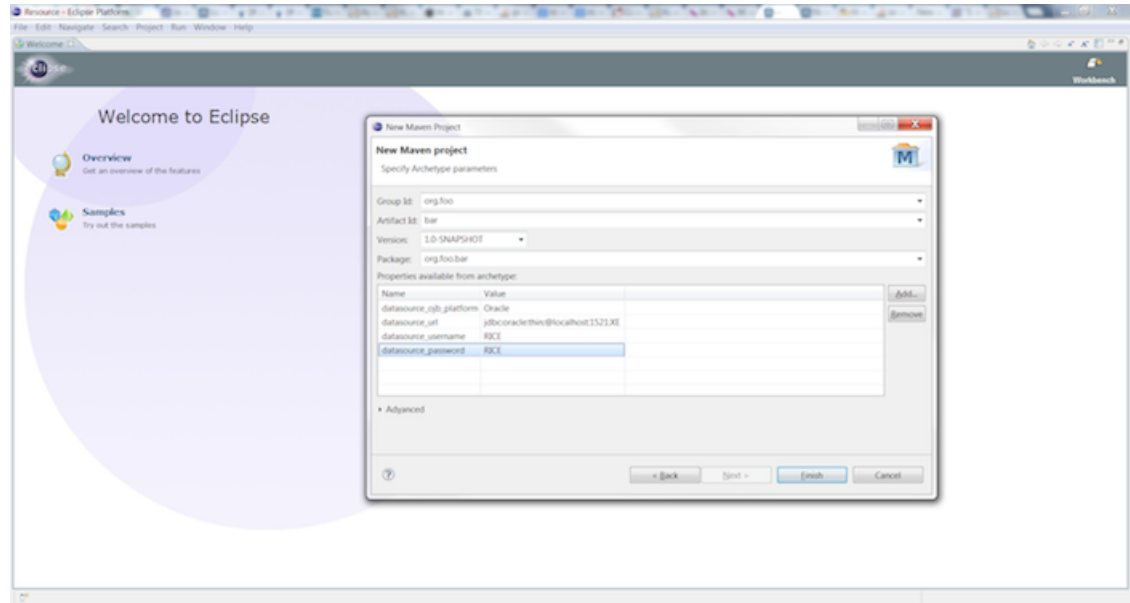 Resource - Eclipse Platform
File Edit Navigate Search Project Run Window Help
Welcome
eclipse
Workbench
Welcome to Eclipse
Overview
Get an overview of the features
Samples
Try out the samples
New Maven Project
New Maven project
Specify Archetype parameters
M
Group Id: org.foo
Artifact Id: bar
Version: 1.0-SNAPSHOT
Package: org.foo.bar
Properties available from archetype:
Name Value
datasource_ojb_platform Oracle
datasource_url jdbc:oracle:thin:@localhost:1521:XE
datasource_username RICE
datasource_password RICE
Add...
Remove
Advanced
< Back Next > Finish Cancel